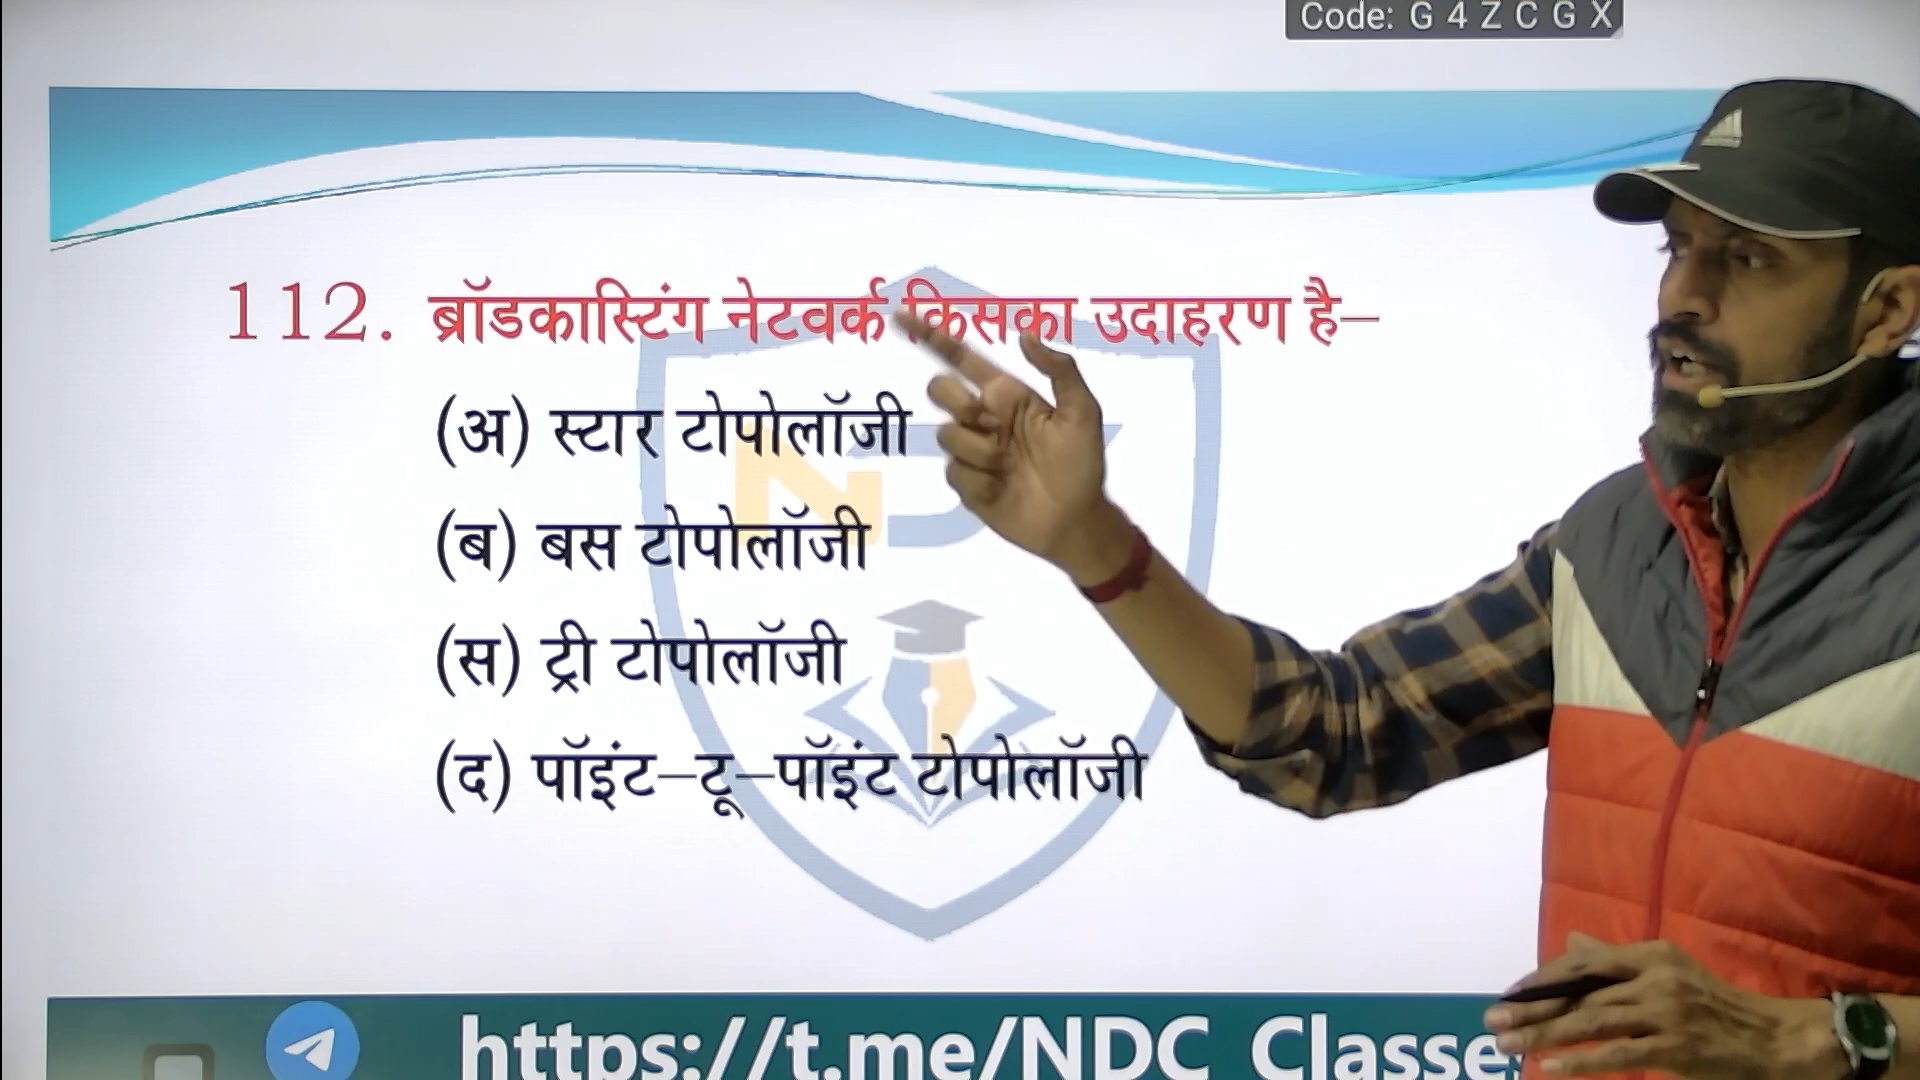 Code: G 4 Z C G X
112. ब्रॉडकास्टिंग नेटवर्क किसका उदाहरण है–
(अ) स्टार टोपोलॉजी
(ब) बस टोपोलॉजी
(स) ट्री टोपोलॉजी
(द) पॉइंट–टू–पॉइंट टोपोलॉजी
https://t.me/NDC_Classes